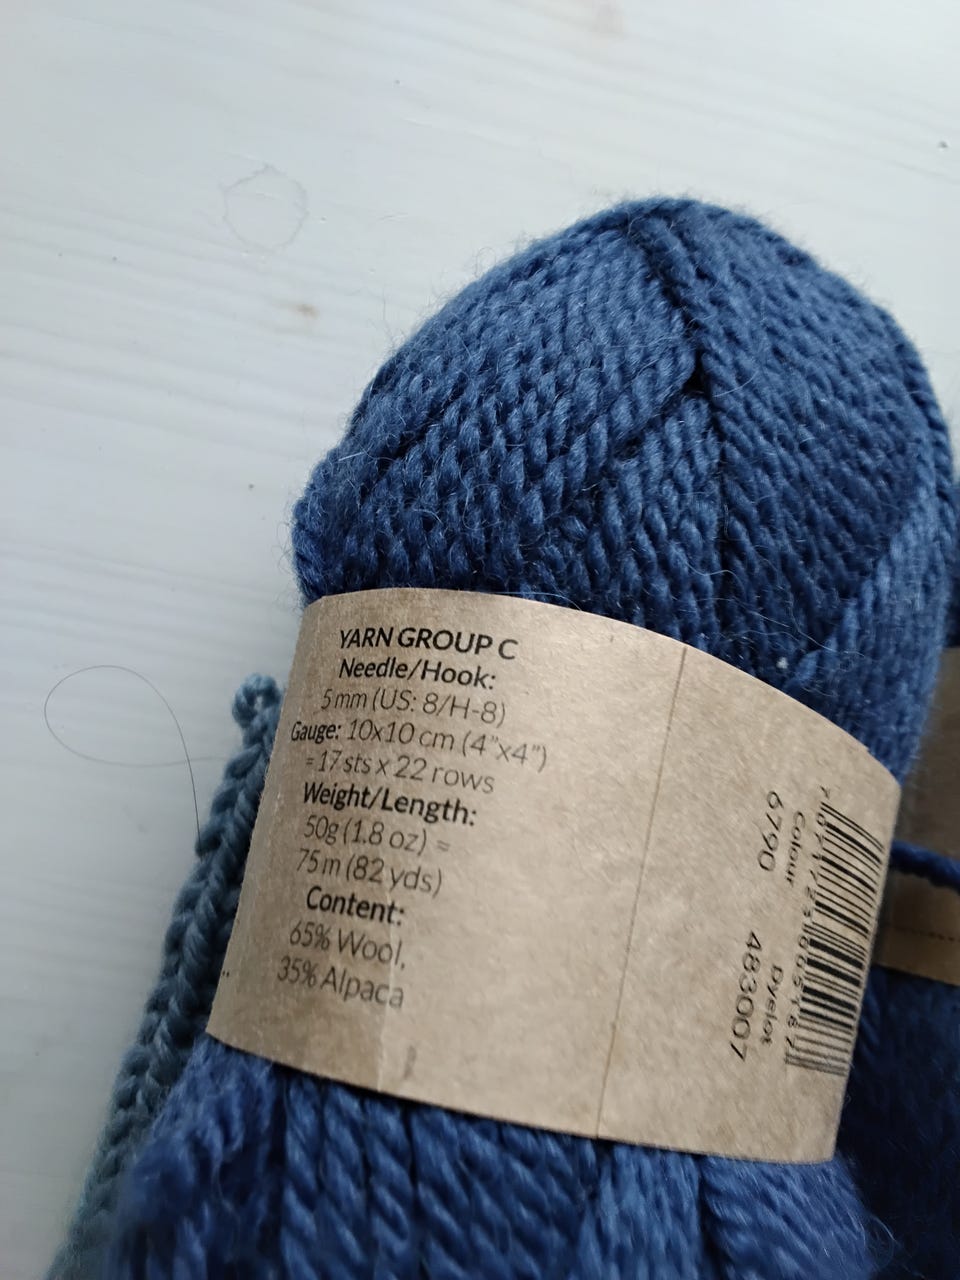 YARN GROUP C
Needle/Hook:
5 mm (US: 8/H-8)
Gauge: 10x10 cm (4"x4")
= 17 sts x 22 rows
Weight/Length:
50g (1.8 oz) =
75 m (82 yds)
Content:
65% Wool,
35% Alpaca
Colour
6790
Dyelot
483007